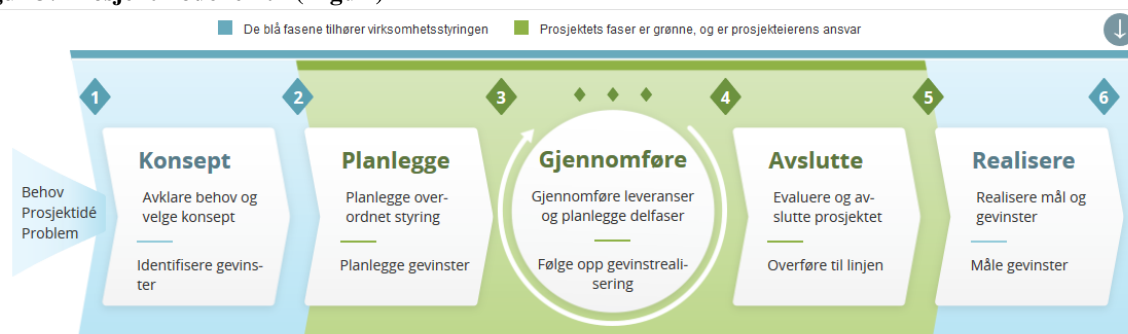 De blå fasene tilhører virksomhetsstyringen
Prosjektets faser er grønne, og er prosjekteierens ansvar
1
2
3
4
5
6
Behov
Prosjektidé
Problem
Konsept
Avklare behov og
velge konsept
Identifisere gevins-
ter
Planlegge
Planlegge over-
ordnet styring
Planlegge gevinster
Gjennomføre
Gjennomføre leveranser
og planlegge delfaser
Følge opp gevinstreali-
sering
Avslutte
Evaluere og av-
slutte prosjektet
Overføre til linjen
Realisere
Realisere mål og
gevinster
Måle gevinster